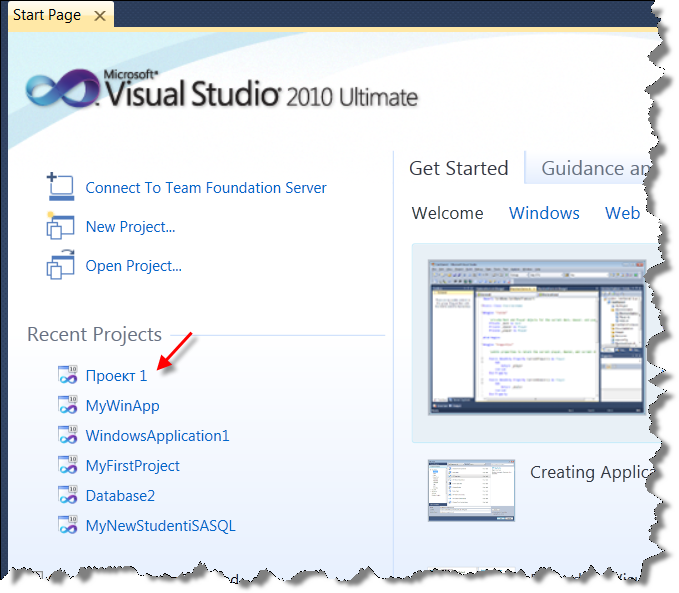 Start Page
Microsoft®
Visual Studio® 2010 Ultimate
Connect To Team Foundation Server
New Project...
Open Project...
Recent Projects
Проект 1
MyWinApp
WindowsApplication1
MyFirstProject
Database2
MyNewStudentiSASQL
Get Started
Guidance an
Welcome Windows Web
Creating Applica